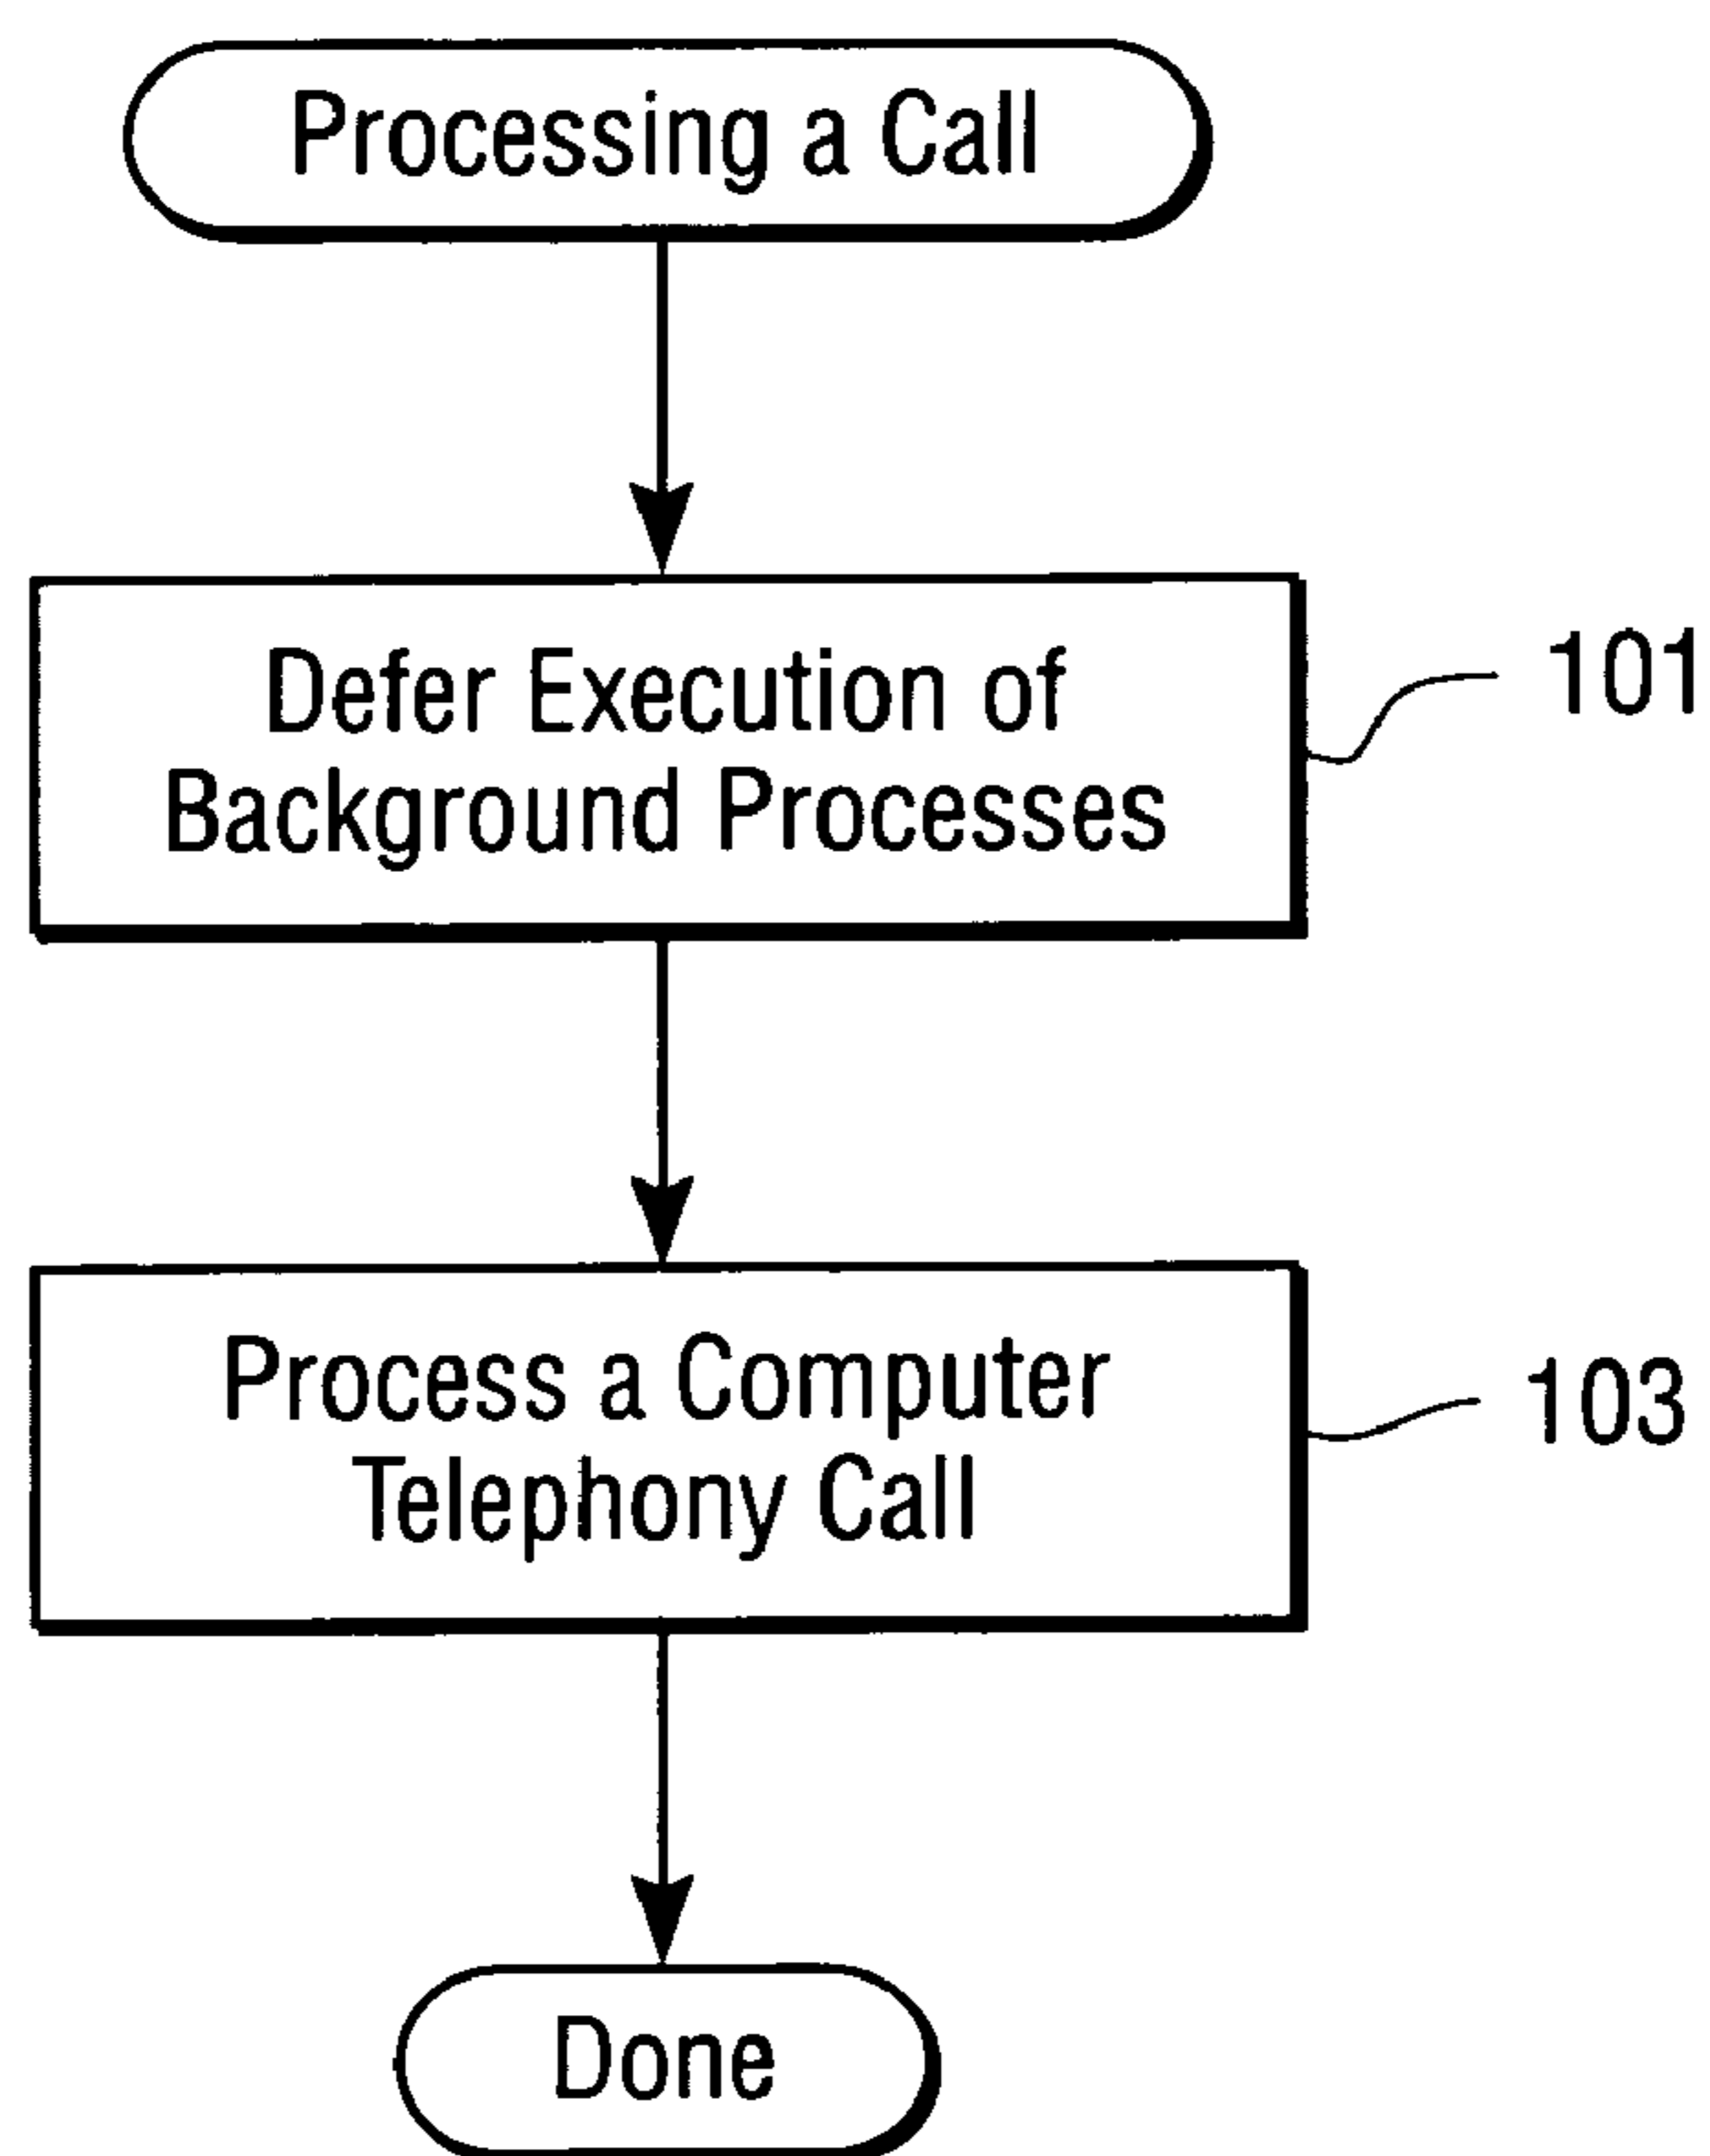 Processing a Call
Defer Execution of
Background Processes
101
Process a Computer
Telephony Call
103
Done